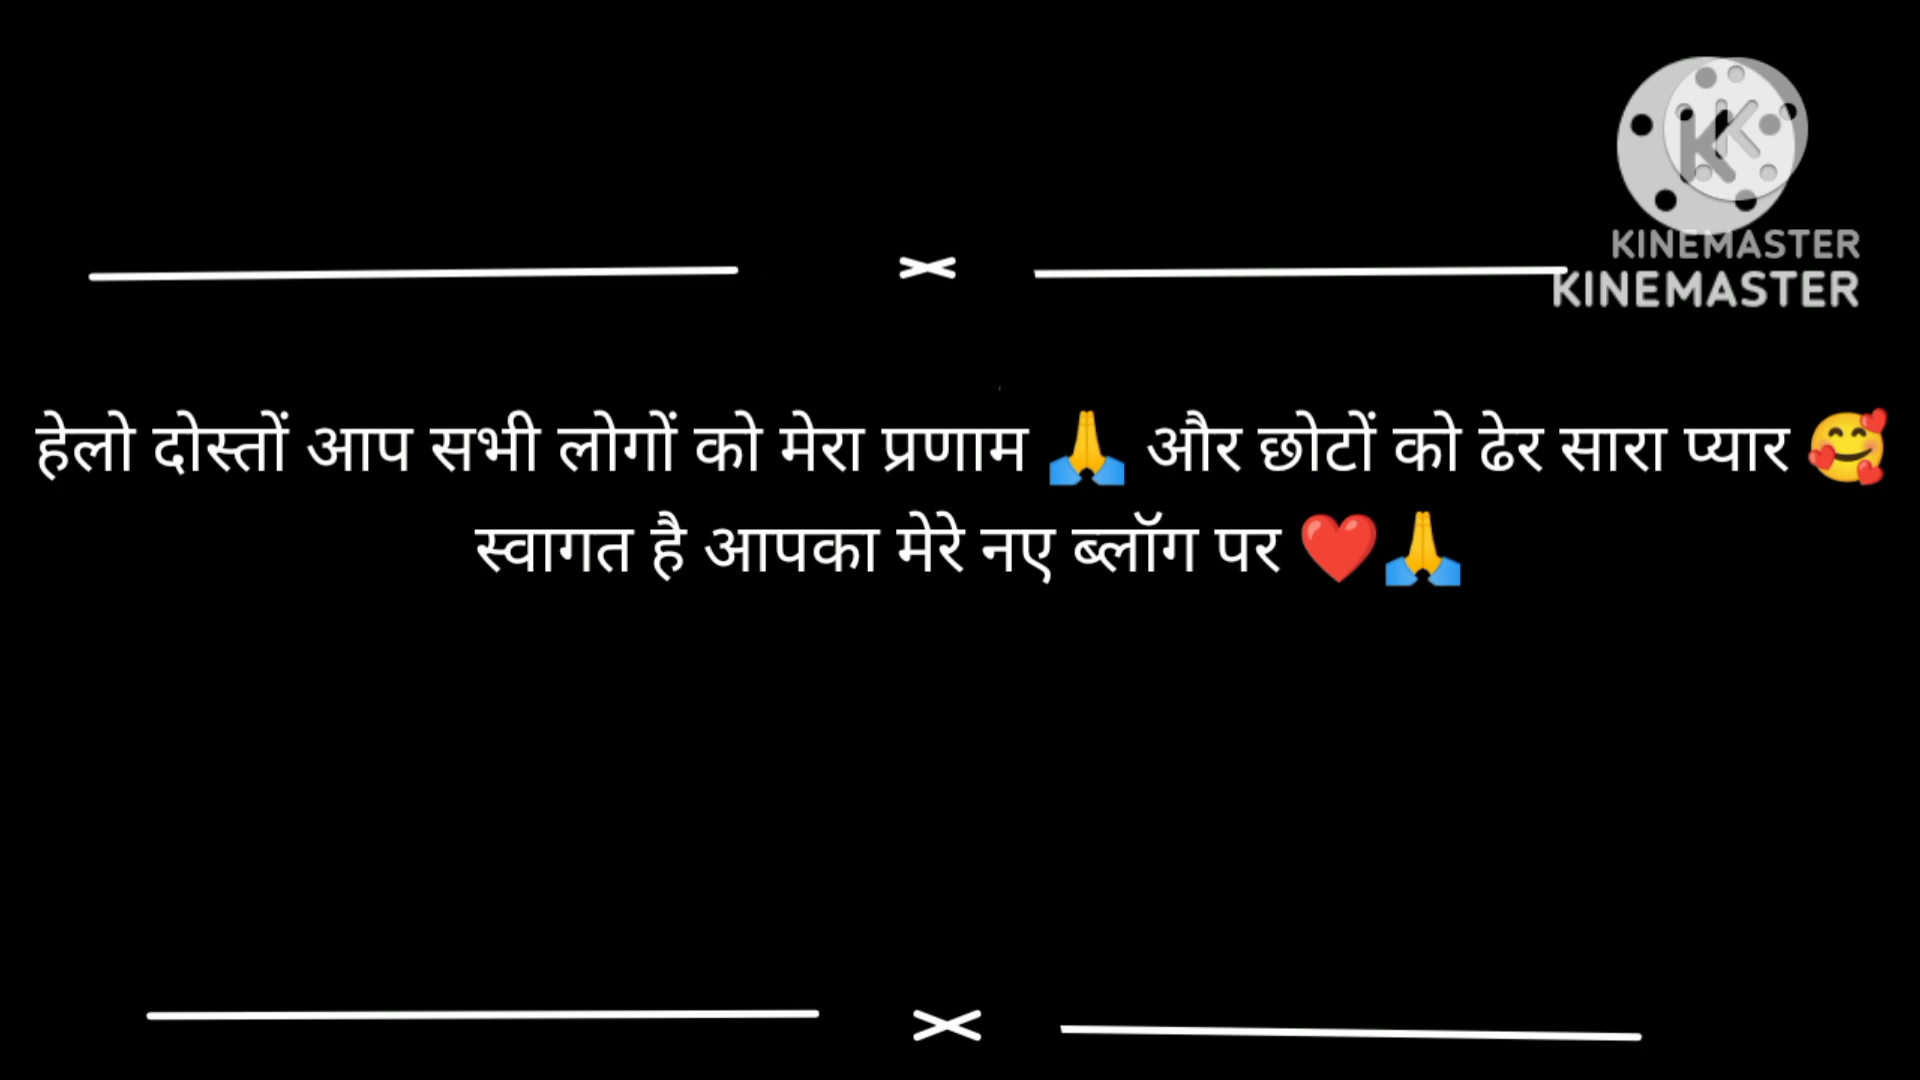 KINEMASTER
KINEMASTER
हेलो दोस्तों आप सभी लोगों को मेरा प्रणाम 🙏 और छोटों को ढेर सारा प्यार 🥰
स्वागत है आपका मेरे नए ब्लॉग पर ❤️🙏